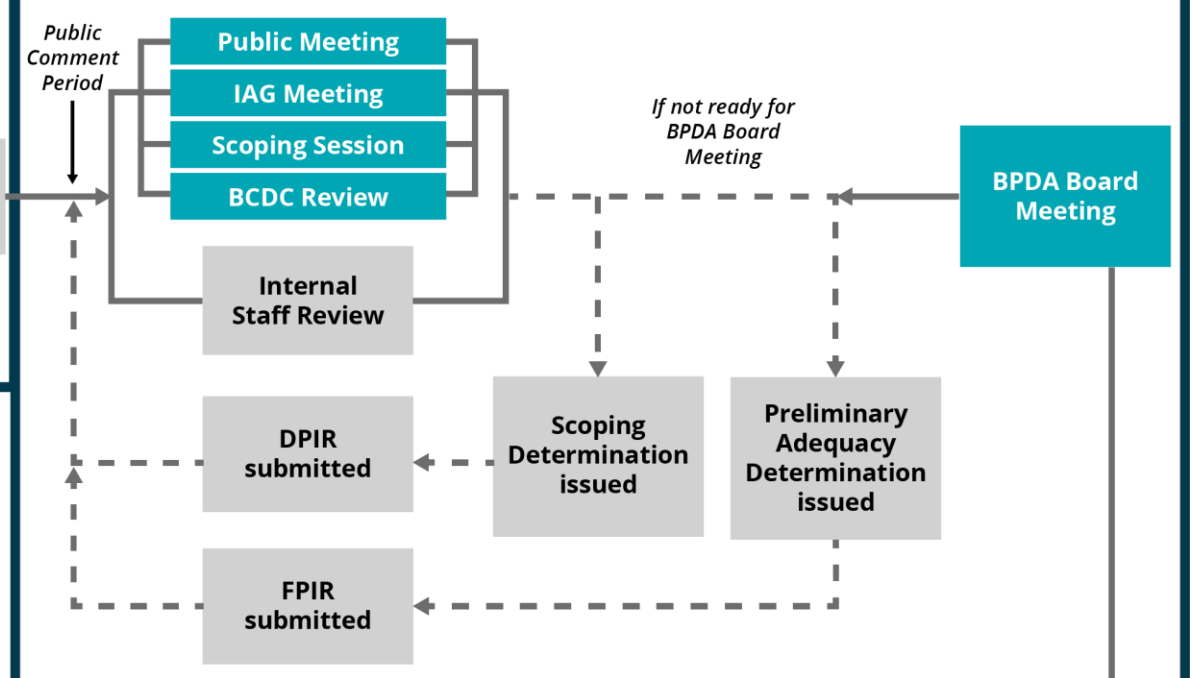 Public
Comment
Period
Public Meeting
IAG Meeting
Scoping Session
BCDC Review
Internal
Staff Review
If not ready for
BPDA Board
Meeting
BPDA Board
Meeting
DPIR
submitted
Scoping
Determination
issued
Preliminary
Adequacy
Determination
issued
FPIR
submitted